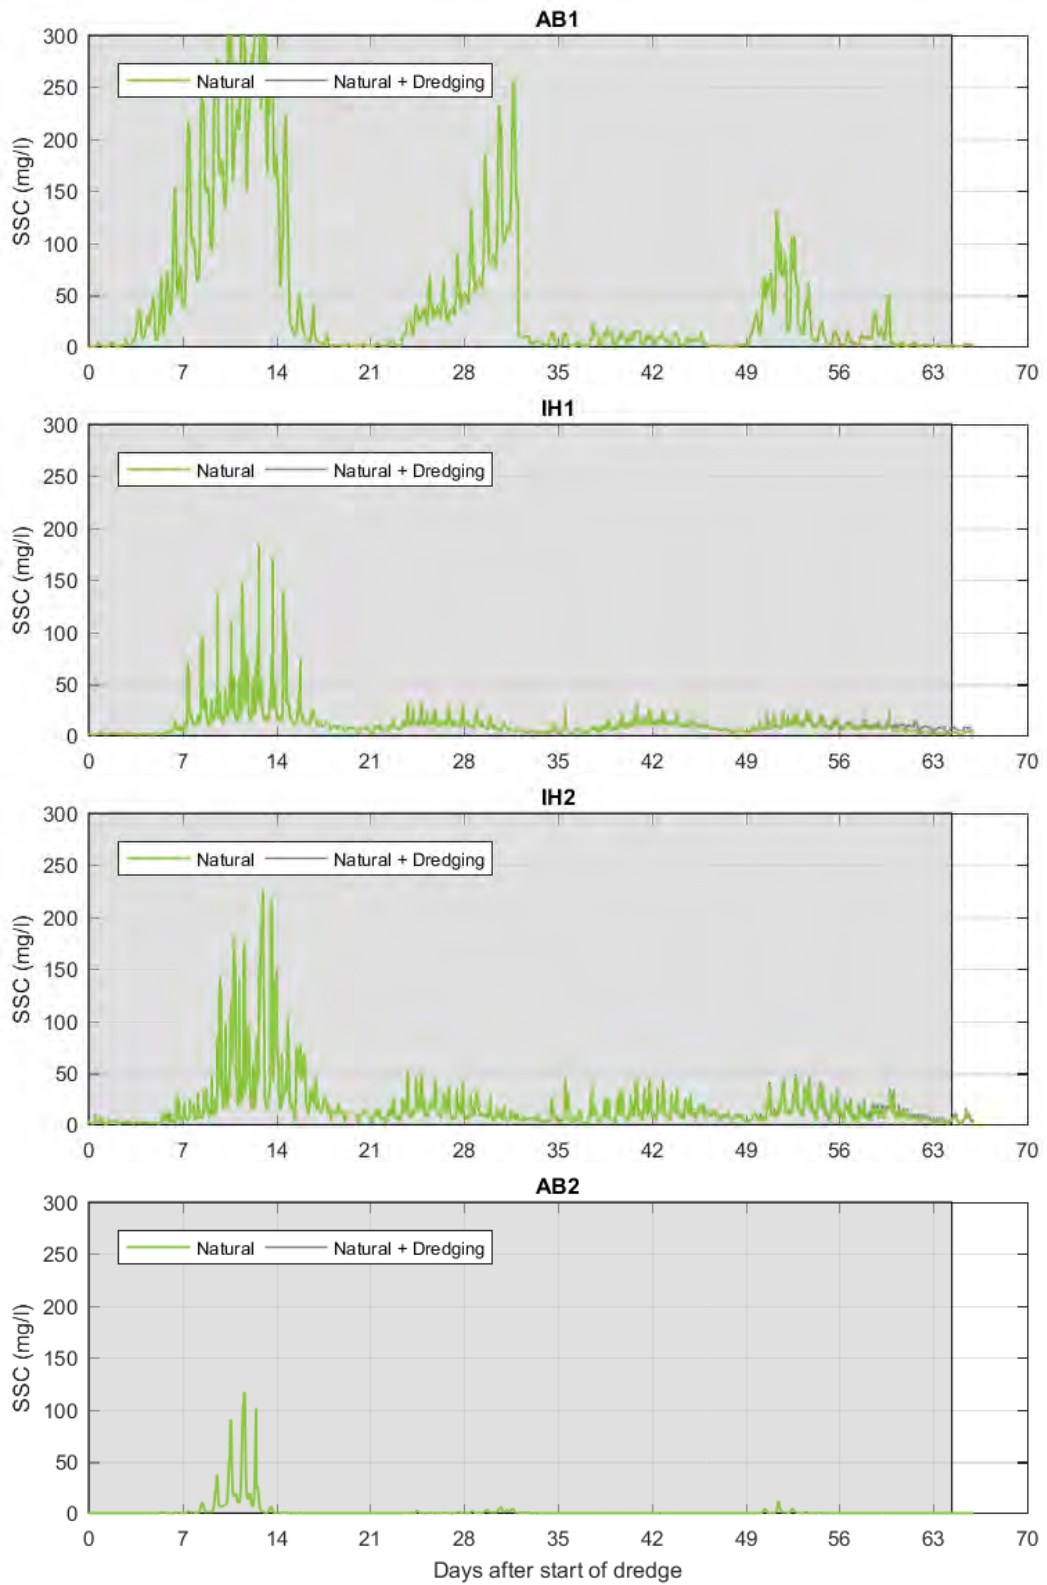 AB1
300
250
200
150
100
50
0
SSC (mg/l)
Natural Natural + Dredging
0 7 14 21 28 35 42 49 56 63 70
IH1
300
250
200
150
100
50
0
SSC (mg/l)
Natural Natural + Dredging
0 7 14 21 28 35 42 49 56 63 70
IH2
300
250
200
150
100
50
0
SSC (mg/l)
Natural Natural + Dredging
0 7 14 21 28 35 42 49 56 63 70
AB2
300
250
200
150
100
50
0
SSC (mg/l)
Natural Natural + Dredging
0 7 14 21 28 35 42 49 56 63 70
Days after start of dredge